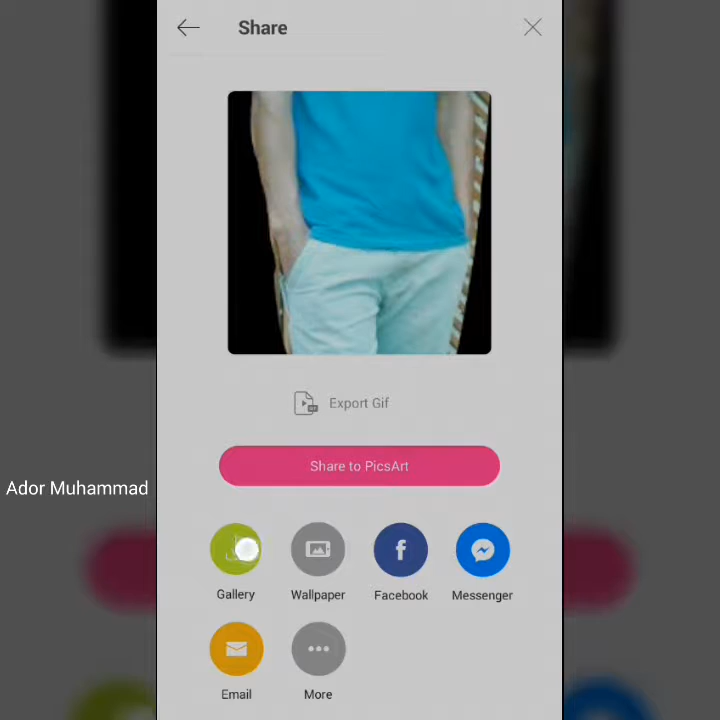 Share
Export Gif
Share to PicsArt
Ador Muhammad
Gallery
Wallpaper
Facebook
Messenger
Email
More